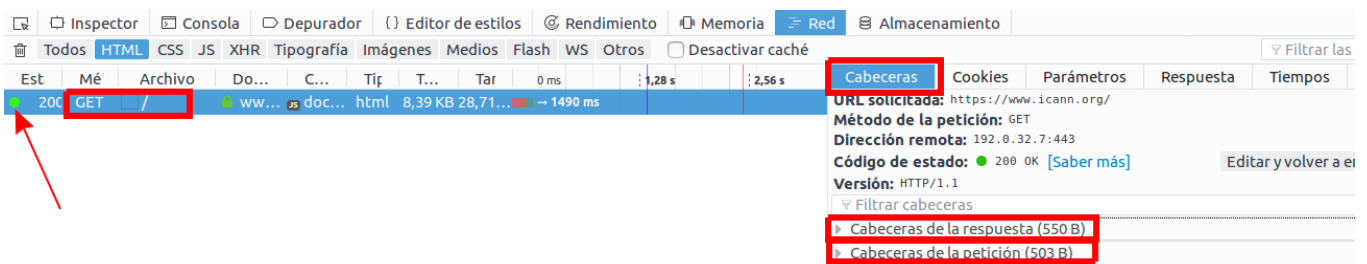 Inspector Consola Depurador {} Editor de estilos Rendimiento Memoria Red Almacenamiento
Todos HTML CSS JS XHR Tipografía Imágenes Medios Flash WS Otros Desactivar caché Filtrar las
Est Mé Archivo Do... C... Tip T... Tar 0 ms 1,28 s 2,56 s
200 GET / ww... JS doc... html 8,39 KB 28,71... → 1490 ms
Cabeceras Cookies Parámetros Respuesta Tiempos
URL solicitada: https://www.icann.org/
Método de la petición: GET
Dirección remota: 192.0.32.7:443
Código de estado: 200 OK [Saber más] Editar y volver a en
Versión: HTTP/1.1
Filtrar cabeceras
Cabeceras de la respuesta (550 B)
Cabeceras de la petición (503 B)